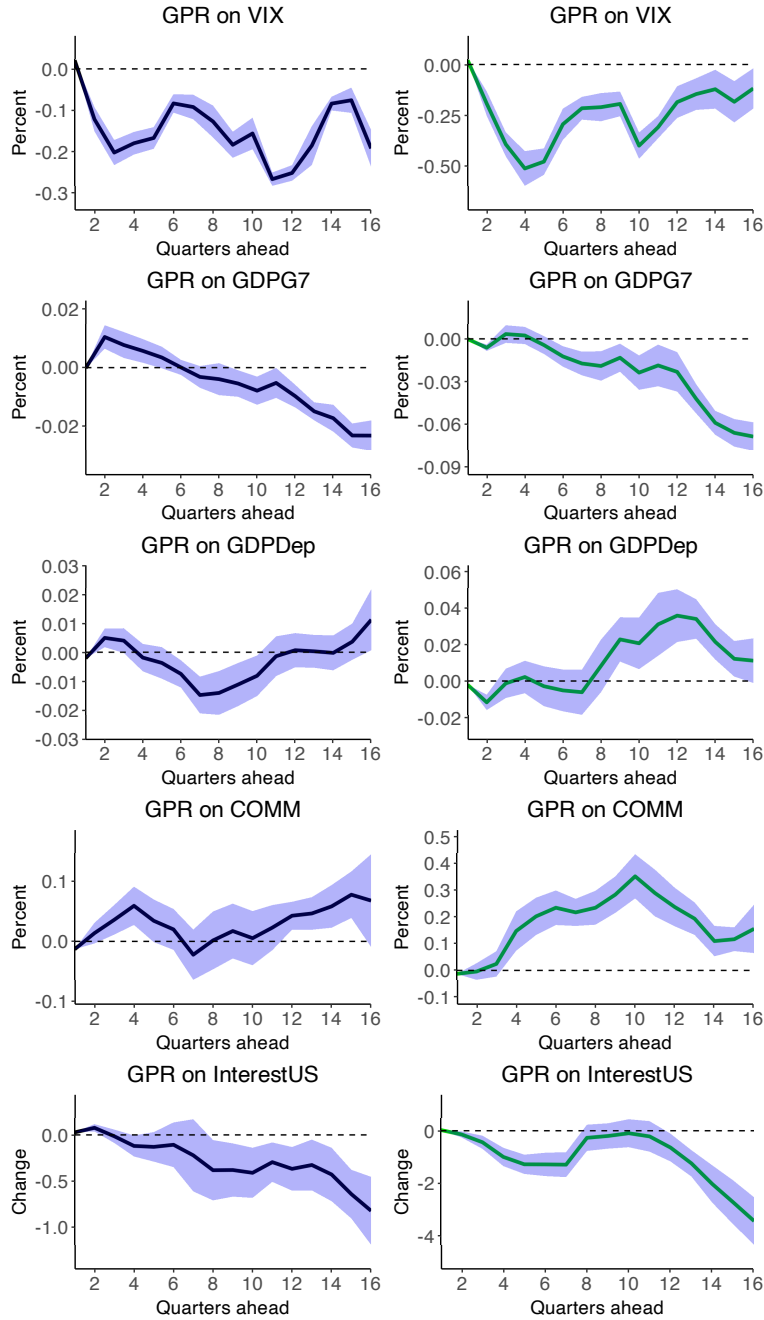 GPR on VIX
0.0
-0.1
-0.2
-0.3
Percent
2 4 6 8 10 12 14 16
Quarters ahead
GPR on VIX
0.00
-0.25
-0.50
Percent
2 4 6 8 10 12 14 16
Quarters ahead
GPR on GDPG7
0.02
0.00
-0.02
Percent
2 4 6 8 10 12 14 16
Quarters ahead
GPR on GDPG7
0.00
-0.03
-0.06
-0.09
Percent
2 4 6 8 10 12 14 16
Quarters ahead
GPR on GDPDep
0.03
0.01
0.00
-0.01
-0.02
-0.03
Percent
2 4 6 8 10 12 14 16
Quarters ahead
GPR on GDPDep
0.06
0.04
0.02
0.00
-0.02
Percent
2 4 6 8 10 12 14 16
Quarters ahead
GPR on COMM
0.1
0.0
-0.1
Percent
2 4 6 8 10 12 14 16
Quarters ahead
GPR on COMM
0.5
0.4
0.3
0.2
0.1
0.0
-0.1
Percent
2 4 6 8 10 12 14 16
Quarters ahead
GPR on InterestUS
0.0
-0.5
-1.0
Change
2 4 6 8 10 12 14 16
Quarters ahead
GPR on InterestUS
0
-2
-4
Change
2 4 6 8 10 12 14 16
Quarters ahead